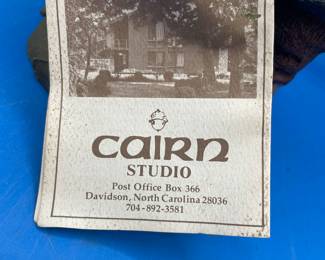 CAIRN
STUDIO
Post Office Box 366
Davidson, North Carolina 28036
704-892-3581